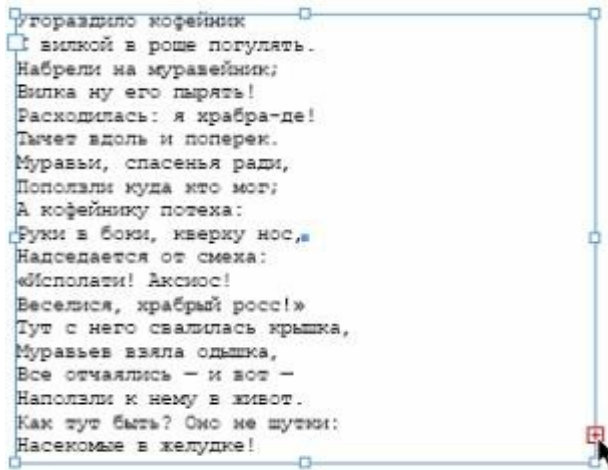 Угораздило кофейник
С вилкой в роще погулять.
Набрели на муравейник;
Вилка ну его пырять!
Расходилась: я храбра-де!
Тычет вдоль и поперек.
Муравьи, спасенья ради,
Поползли куда кто мог;
А кофейнику потеха:
Руки в боки, кверху нос,
Надседается от смеха:
«Исполати! Аксиос!
Веселися, храбрый росс!»
Тут с него свалилась крышка,
Муравьев взяла одышка,
Все отчаялись — и вот —
Наползли к нему в живот.
Как тут быть? Оно не шутки:
Насекомые в желудке!